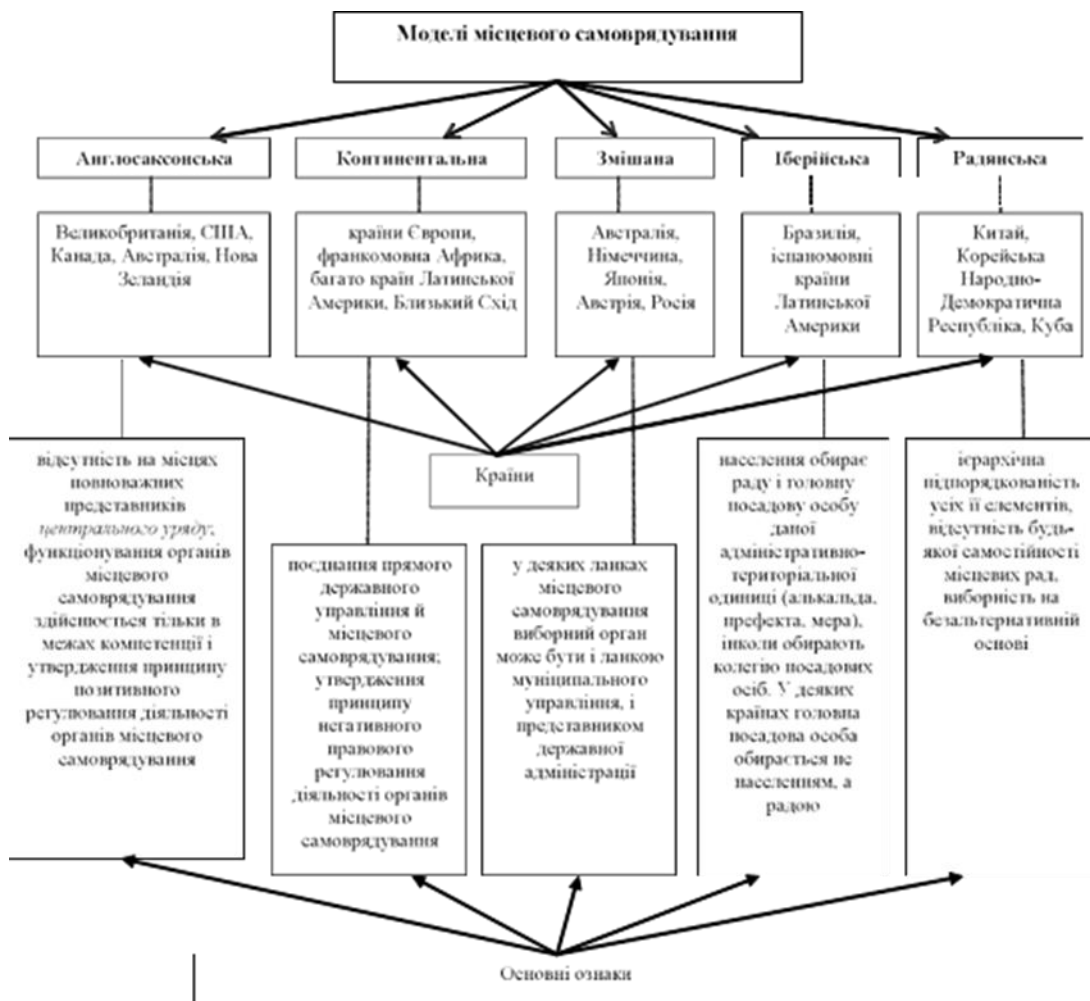 Моделі місцевого самоврядування
Англосаксонська
Континентальна
Змішана
Іберійська
Радянська
Великобританія, США,
Канада, Австралія, Нова
Зеландія
країни Європи,
франкомовна Африка,
багато країн Латинської
Америки, Близький Схід
Австралія,
Німеччина,
Японія,
Австрія, Росія
Бразилія,
іспаномовні
країни
Латинської
Америки
Китай,
Корейська
Народно-
Демократична
Республіка, Куба
Країни
відсутність на місцях
повноважних
представників
центрального уряду,
функціонування органів
місцевого
самоврядування
здійснюється тільки в
межах компетенції і
утвердження принципу
позитивного
регулювання діяльності
органів місцевого
самоврядування
поєднання прямого
державного
управління й
місцевого
самоврядування;
утвердження
принципу
негативного
правового
регулювання
діяльності органів
місцевого
самоврядування
у деяких ланках
місцевого
самоврядування
виборний орган
може бути і ланкою
муніципального
управління, і
представником
державної
адміністрації
населення обирає
раду і головну
посадову особу
даної
адміністративно-
територіальної
одиниці (алькальда,
префекта, мера),
інколи обирають
колегію посадових
осіб. У деяких
країнах головна
посадова особа
обирається не
населенням, а
радою
ієрархічна
підпорядкованість
усіх її елементів,
відсутність будь-
якої самостійності
місцевих рад,
виборність на
безальтернативній
основі
Основні ознаки